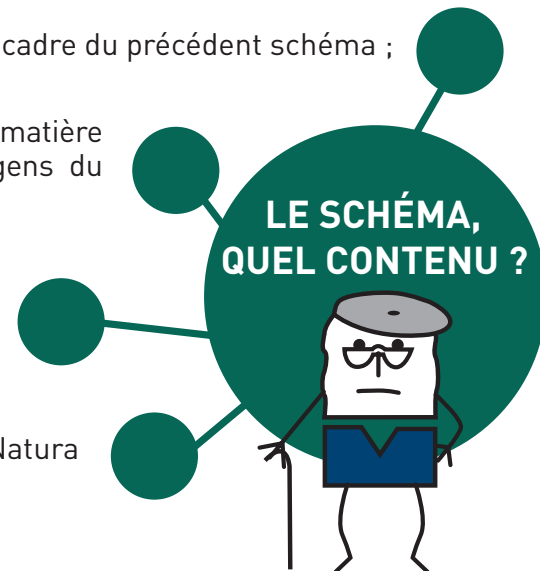 cadre du précédent schéma ;
matière
gens du
LE SCHÉMA,
QUEL CONTENU ?
Natura